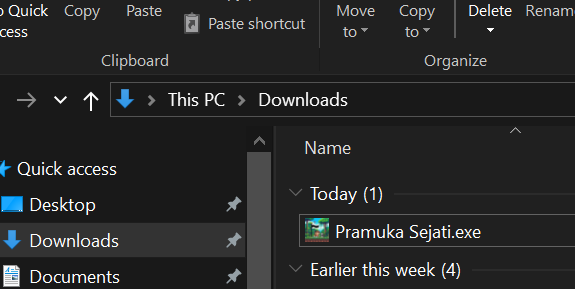 o Quick
ccess
Copy
Paste
Paste shortcut
Move
to
Copy
to
Delete
Renam
Clipboard
Organize
This PC > Downloads
Quick access
Desktop
Downloads
Documents
Name
Today (1)
Pramuka Sejati.exe
Earlier this week (4)